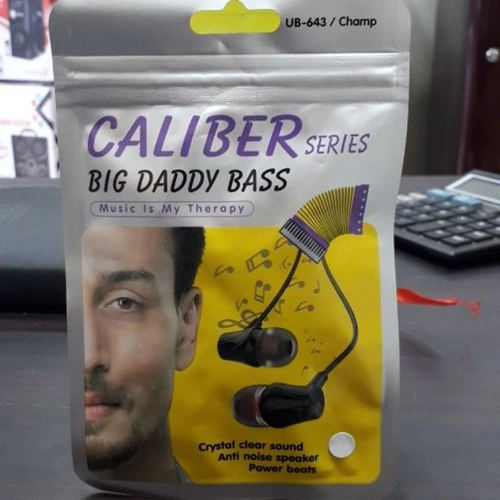 UB-643 / Champ
CALIBER SERIES
BIG DADDY BASS
Music Is My Therapy
Crystal clear sound
Anti noise speaker
Power beats